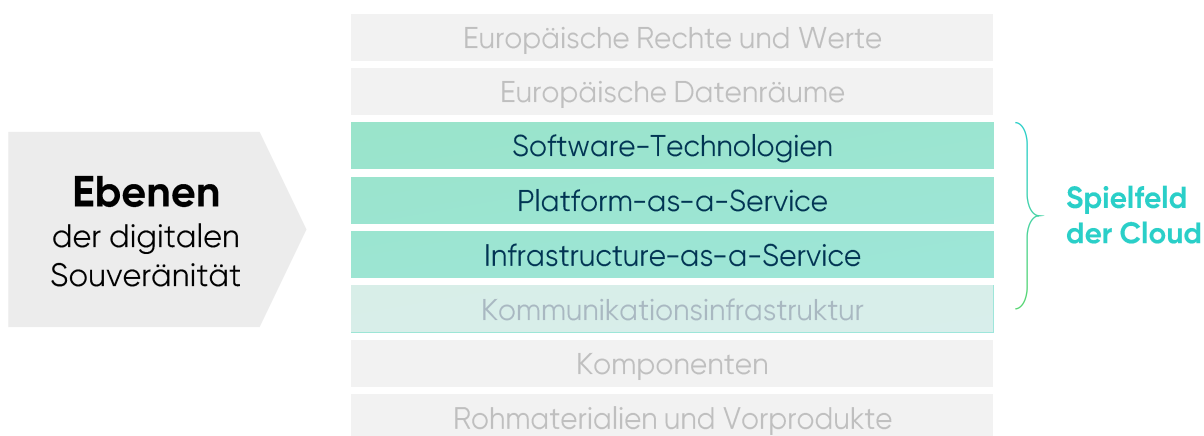 Ebenen
der digitalen
Souveränität
Europäische Rechte und Werte
Europäische Datenräume
Software-Technologien
Platform-as-a-Service
Infrastructure-as-a-Service
Kommunikationsinfrastruktur
Komponenten
Rohmaterialien und Vorprodukte
Spielfeld
der Cloud